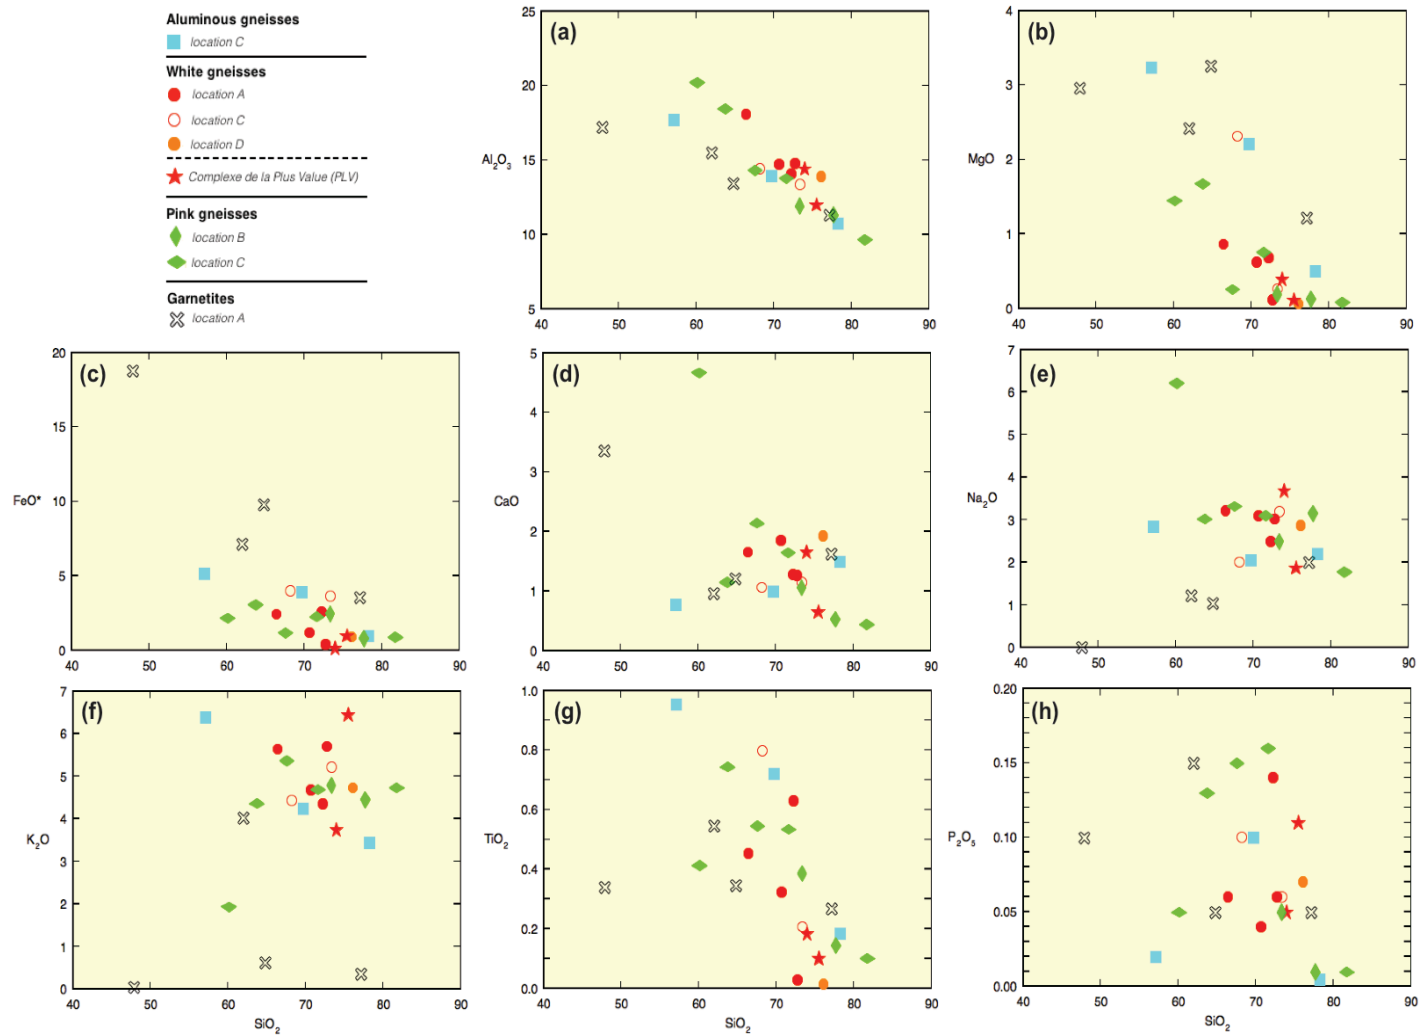 Aluminous gneisses
location C
White gneisses
location A
location C
location D
Complexe de la Plus Value (PLV)
Pink gneisses
location B
location C
Garnetites
location A
(a)
25
20
15
10
5
Al2O3
40 50 60 70 80 90
(b)
4
3
2
1
0
MgO
40 50 60 70 80 90
(c)
20
15
10
5
0
FeO*
40 50 60 70 80 90
(d)
5
4
3
2
1
0
CaO
40 50 60 70 80 90
(e)
7
6
5
4
3
2
1
0
Na2O
40 50 60 70 80 90
(f)
7
6
5
4
3
2
1
0
K2O
40 50 60 70 80 90
SiO2
(g)
1.0
0.8
0.6
0.4
0.2
0.0
TiO2
40 50 60 70 80 90
SiO2
(h)
0.20
0.15
0.10
0.05
0.00
P2O5
40 50 60 70 80 90
SiO2